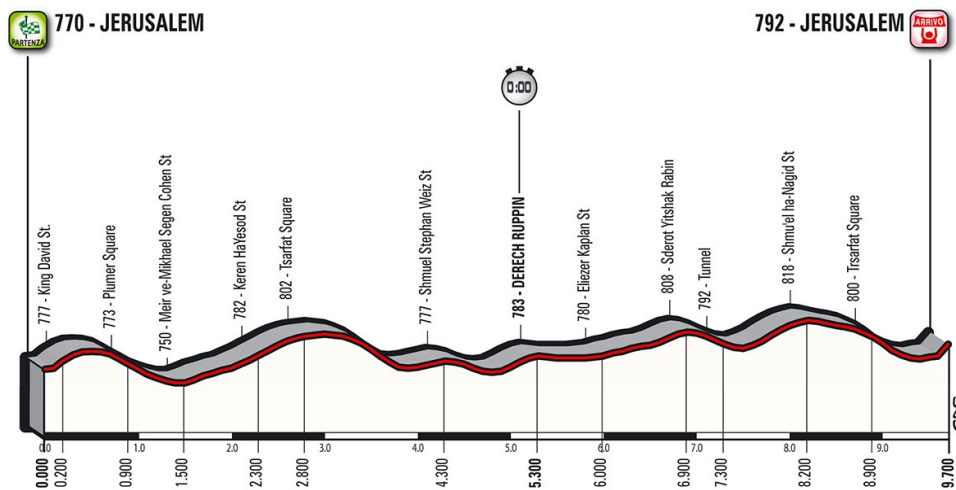 770 - JERUSALEM
PARTENZA
792 - JERUSALEM
ARRIVO
0:00
777 - King David St.
773 - Plumer Square
750 - Meir ve-Mikhael Segen Cohen St
782 - Keren HaYesod St
802 - Tsarfat Square
777 - Shmuel Stephan Weiz St
783 - DERECH RUPPIN
780 - Eliezer Kaplan St
808 - Sderot Yitshak Rabin
792 - Tunnel
818 - Shmu'el ha-Nagid St
800 - Trsarfat Square
0.0 1.0 2.0 3.0 4.0 5.0 6.0 7.0 8.0 9.0
0.000 0.200 0.900 1.500 2.300 2.800 4.300 5.300 6.000 6.900 7.300 8.200 8.900 9.700